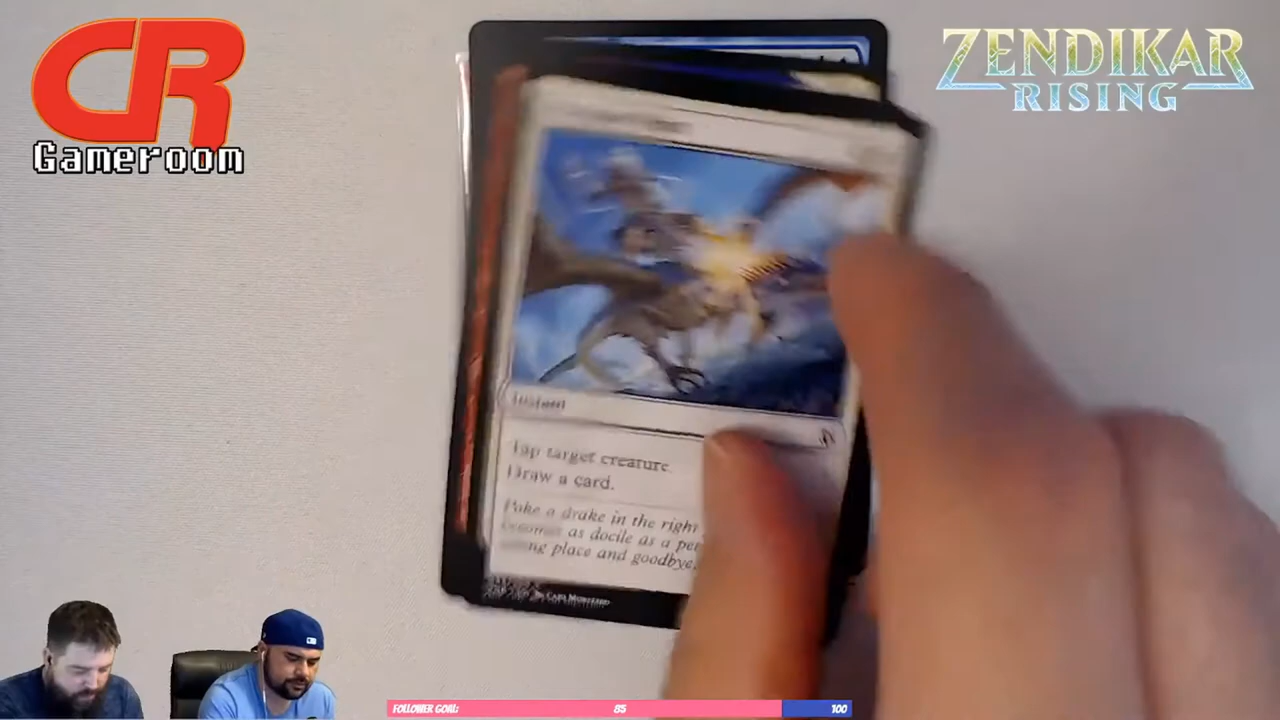 CR
Gameroom
ZENDIKAR
RISING
Instant
Tap target creature.
Draw a card.
Poke a drake in the right
as docile as a
place and goodbye.
FOLLOWER GOAL:
85
100